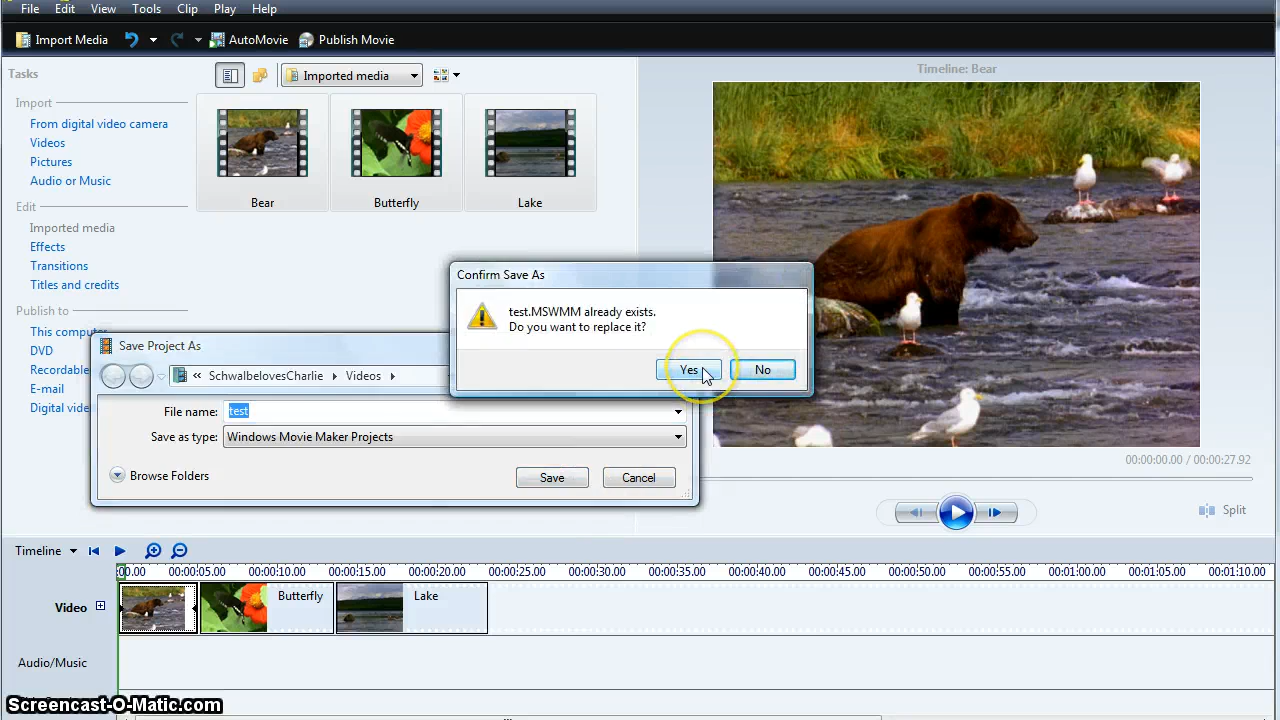 File Edit View Tools Clip Play Help
Import Media AutoMovie Publish Movie
Tasks
Imported media
Timeline: Bear
Import
From digital video camera
Videos
Pictures
Audio or Music
Bear Butterfly Lake
Edit
Imported media
Effects
Transitions
Titles and credits
Publish to
This compute
DVD
Recordable
E-mail
Digital vide
Confirm Save As
test.MSWMM already exists.
Do you want to replace it?
Yes No
Save Project As
« SchwalbelovesCharlie Videos
File name: test
Save as type: Windows Movie Maker Projects
Browse Folders Save Cancel
00:00:00.00 / 00:00:27.92
Split
Timeline
00.00 00:00:05.00 00:00:10.00 00:00:15.00 00:00:20.00 00:00:25.00 00:00:30.00 00:00:35.00 00:00:40.00 00:00:45.00 00:00:50.00 00:00:55.00 00:01:00.00 00:01:05.00 00:01:10.00
Video Butterfly Lake
Audio/Music
Screencast-O-Matic.com